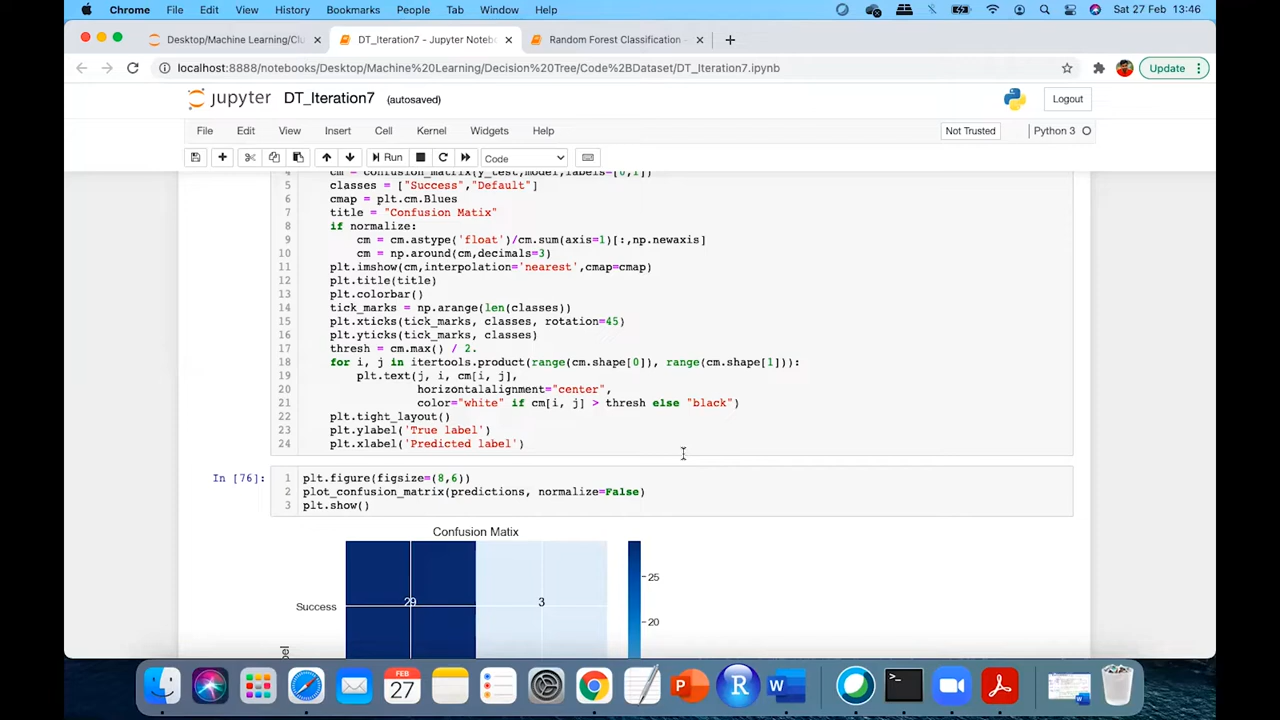 Chrome File Edit View History Bookmarks People Tab Window Help Sat 27 Feb 13:46
Desktop/Machine Learning/Clu DT_Iteration7 - Jupyter Notebo Random Forest Classification -
localhost:8888/notebooks/Desktop/Machine%20Learning/Decision%20Tree/Code%2BDataset/DT_Iteration7.ipynb Update
jupyter DT_Iteration7 (autosaved) Logout
File Edit View Insert Cell Kernel Widgets Help Not Trusted Python 3
Run Code
4 cm = confusion_matrix(y_test,model,labels=[0,1])
5 classes = ["Success","Default"]
6 cmap = plt.cm.Blues
7 title = "Confusion Matix"
8 if normalize:
9 cm = cm.astype('float')/cm.sum(axis=1)[:,np.newaxis]
10 cm = np.around(cm,decimals=3)
11 plt.imshow(cm,interpolation='nearest',cmap=cmap)
12 plt.title(title)
13 plt.colorbar()
14 tick_marks = np.arange(len(classes))
15 plt.xticks(tick_marks, classes, rotation=45)
16 plt.yticks(tick_marks, classes)
17 thresh = cm.max() / 2.
18 for i, j in itertools.product(range(cm.shape[0]), range(cm.shape[1])):
19 plt.text(j, i, cm[i, j],
20 horizontalalignment="center",
21 color="white" if cm[i, j] > thresh else "black")
22 plt.tight_layout()
23 plt.ylabel('True label')
24 plt.xlabel('Predicted label')
In [76]: 1 plt.figure(figsize=(8,6))
2 plot_confusion_matrix(predictions, normalize=False)
3 plt.show()
Confusion Matix
25
29 3
Success
20
FEB
27
W